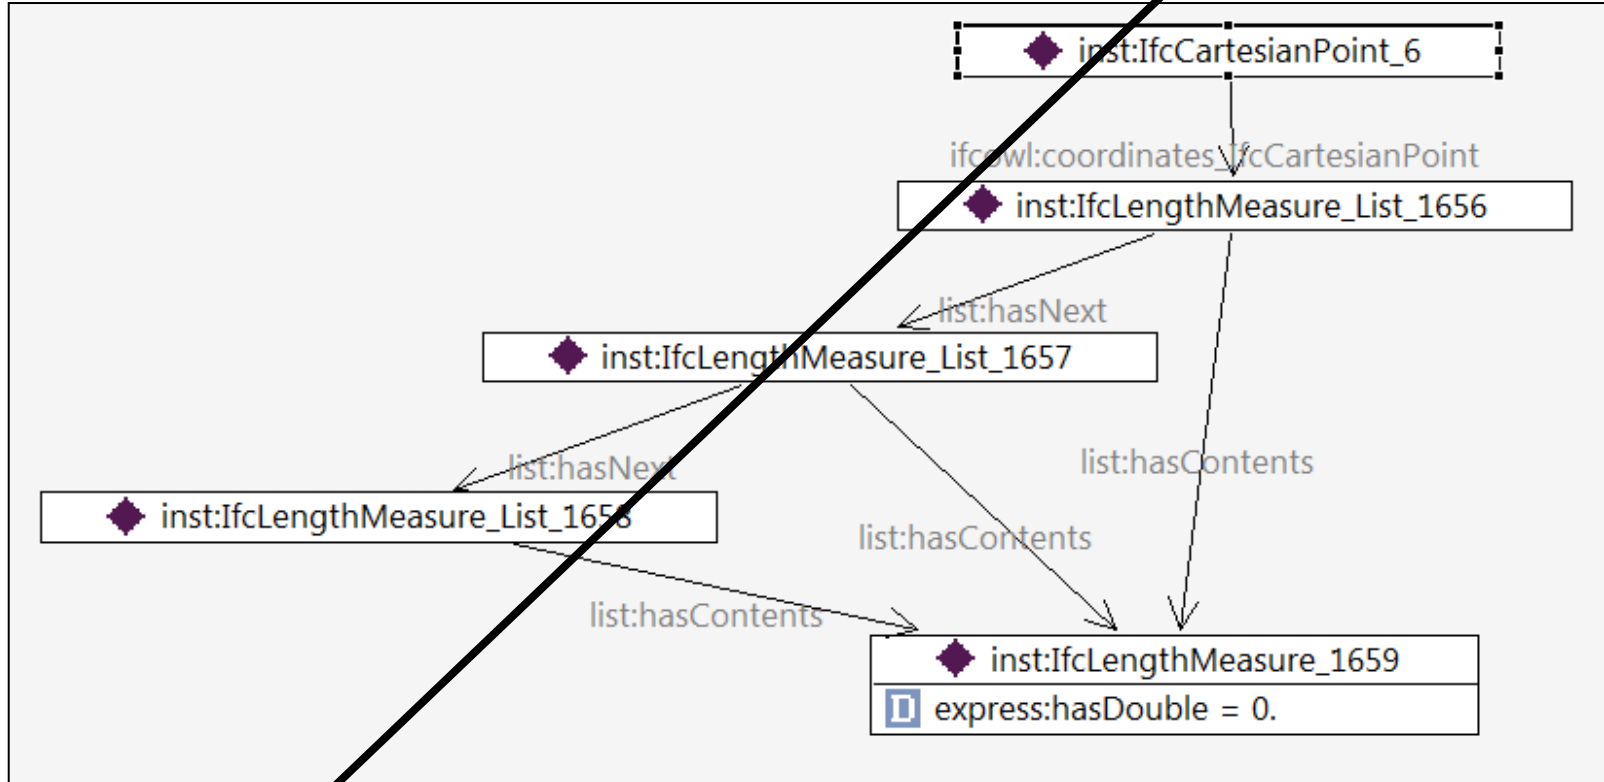 inst:IfcCartesianPoint_6
ifcowl:coordinates_IfcCartesianPoint
inst:IfcLengthMeasure_List_1656
list:hasNext
inst:IfcLengthMeasure_List_1657
list:hasContents
list:hasNext
inst:IfcLengthMeasure_List_1658
list:hasContents
list:hasContents
inst:IfcLengthMeasure_1659
D express:hasDouble = 0.